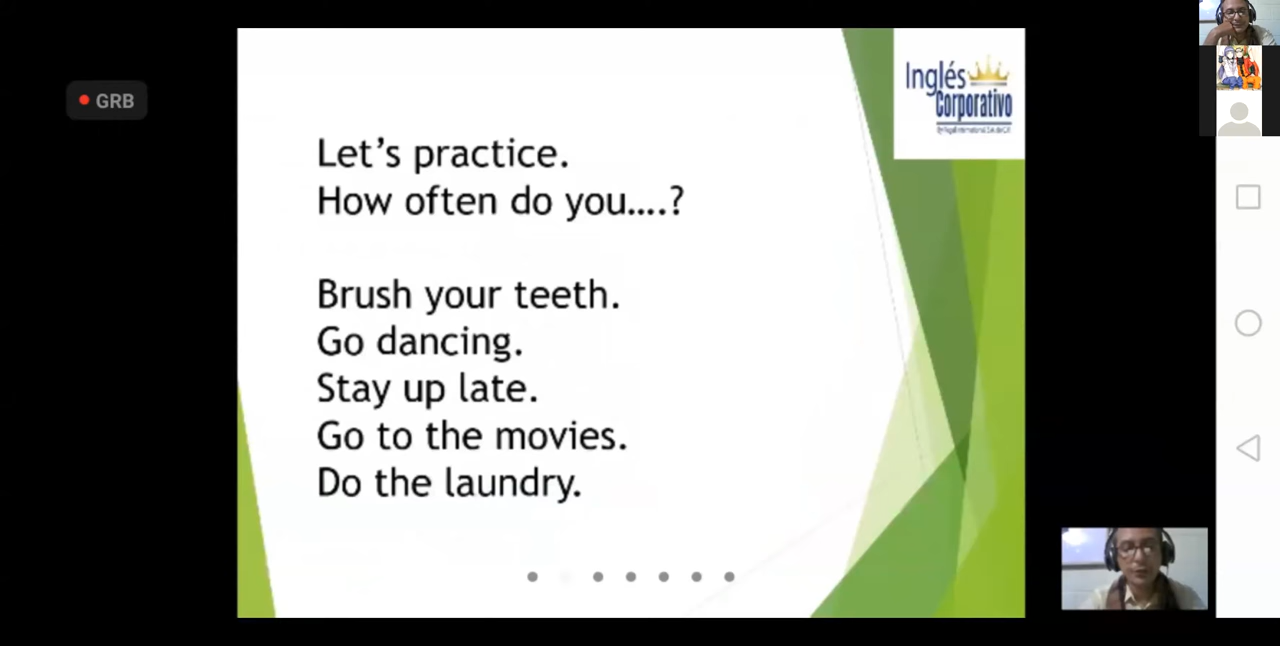 GRB
Inglés
Corporativo
Let's practice.
How often do you....?
Brush your teeth.
Go dancing.
Stay up late.
Go to the movies.
Do the laundry.